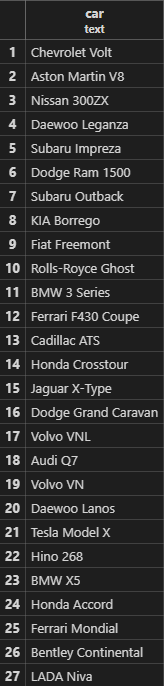 car
text
1 Chevrolet Volt
2 Aston Martin V8
3 Nissan 300ZX
4 Daewoo Leganza
5 Subaru Impreza
6 Dodge Ram 1500
7 Subaru Outback
8 KIA Borrego
9 Fiat Freemont
10 Rolls-Royce Ghost
11 BMW 3 Series
12 Ferrari F430 Coupe
13 Cadillac ATS
14 Honda Crosstour
15 Jaguar X-Type
16 Dodge Grand Caravan
17 Volvo VNL
18 Audi Q7
19 Volvo VN
20 Daewoo Lanos
21 Tesla Model X
22 Hino 268
23 BMW X5
24 Honda Accord
25 Ferrari Mondial
26 Bentley Continental
27 LADA Niva